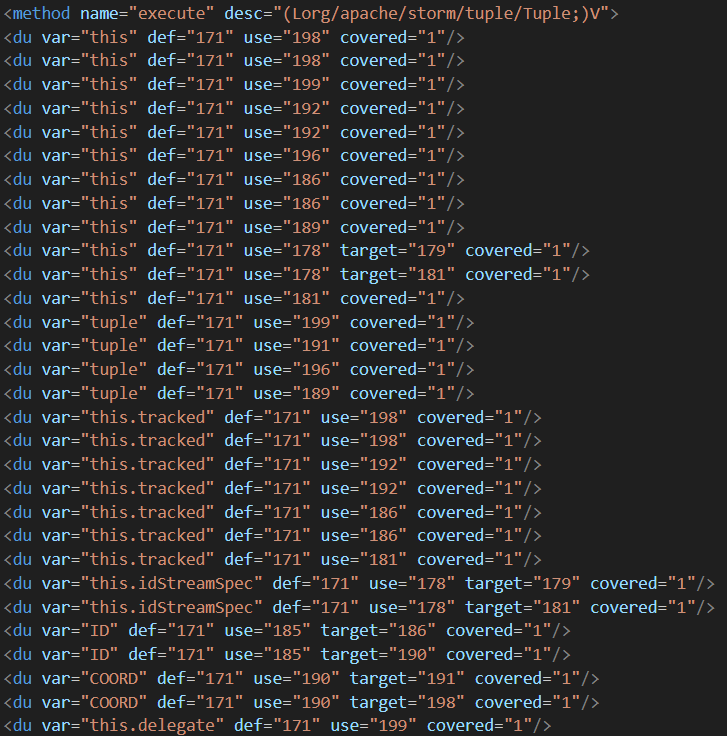 <method name="execute" desc="(Lorg/apache/storm/tuple/Tuple;)V">
<du var="this" def="171" use="198" covered="1"/>
<du var="this" def="171" use="198" covered="1"/>
<du var="this" def="171" use="199" covered="1"/>
<du var="this" def="171" use="192" covered="1"/>
<du var="this" def="171" use="192" covered="1"/>
<du var="this" def="171" use="196" covered="1"/>
<du var="this" def="171" use="186" covered="1"/>
<du var="this" def="171" use="186" covered="1"/>
<du var="this" def="171" use="189" covered="1"/>
<du var="this" def="171" use="178" target="179" covered="1"/>
<du var="this" def="171" use="178" target="181" covered="1"/>
<du var="this" def="171" use="181" covered="1"/>
<du var="tuple" def="171" use="199" covered="1"/>
<du var="tuple" def="171" use="191" covered="1"/>
<du var="tuple" def="171" use="196" covered="1"/>
<du var="tuple" def="171" use="189" covered="1"/>
<du var="this.tracked" def="171" use="198" covered="1"/>
<du var="this.tracked" def="171" use="198" covered="1"/>
<du var="this.tracked" def="171" use="192" covered="1"/>
<du var="this.tracked" def="171" use="192" covered="1"/>
<du var="this.tracked" def="171" use="186" covered="1"/>
<du var="this.tracked" def="171" use="186" covered="1"/>
<du var="this.tracked" def="171" use="181" covered="1"/>
<du var="this.idStreamSpec" def="171" use="178" target="179" covered="1"/>
<du var="this.idStreamSpec" def="171" use="178" target="181" covered="1"/>
<du var="ID" def="171" use="185" target="186" covered="1"/>
<du var="ID" def="171" use="185" target="190" covered="1"/>
<du var="COORD" def="171" use="190" target="191" covered="1"/>
<du var="COORD" def="171" use="190" target="198" covered="1"/>
<du var="this.delegate" def="171" use="199" covered="1"/>